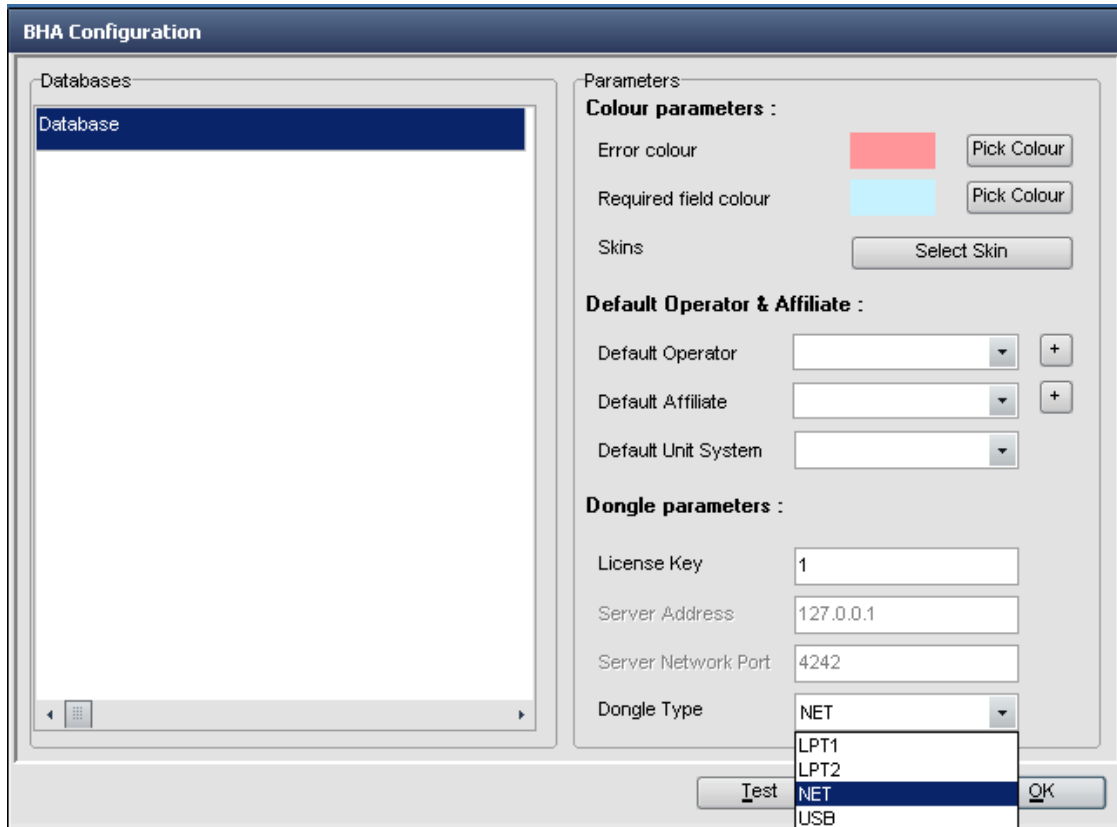 BHA Configuration
Databases
Database
Parameters
Colour parameters :
Error colour
Pick Colour
Required field colour
Pick Colour
Skins
Select Skin
Default Operator & Affiliate :
Default Operator
+
Default Affiliate
+
Default Unit System
Dongle parameters :
License Key
1
Server Address
127.0.0.1
Server Network Port
4242
Dongle Type
NET
LPT1
LPT2
NET
USB
Test
OK